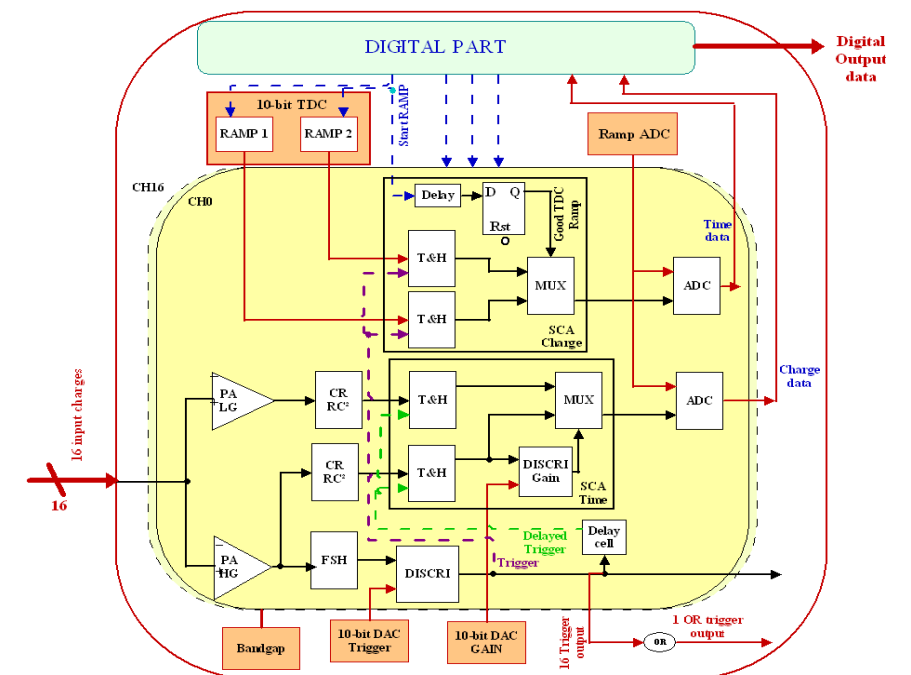 DIGITAL PART
Digital
Output
data
10-bit TDC
RAMP 1
RAMP 2
Start RAMP
Ramp ADC
CH16
CH0
Delay
D Q
Rst
Good TDC
Ramp
T&H
MUX
T&H
SCA
Charge
ADC
Time
data
16 input charges
16
PA
LG
CR
RC²
T&H
MUX
ADC
Charge
data
CR
RC²
T&H
DISCRI
Gain
SCA
Time
PA
HG
FSH
DISCRI
Delayed
Trigger
Trigger
Delay
cell
Bandgap
10-bit DAC
Trigger
10-bit DAC
GAIN
16 Trigger
output
OR
1 OR trigger
output